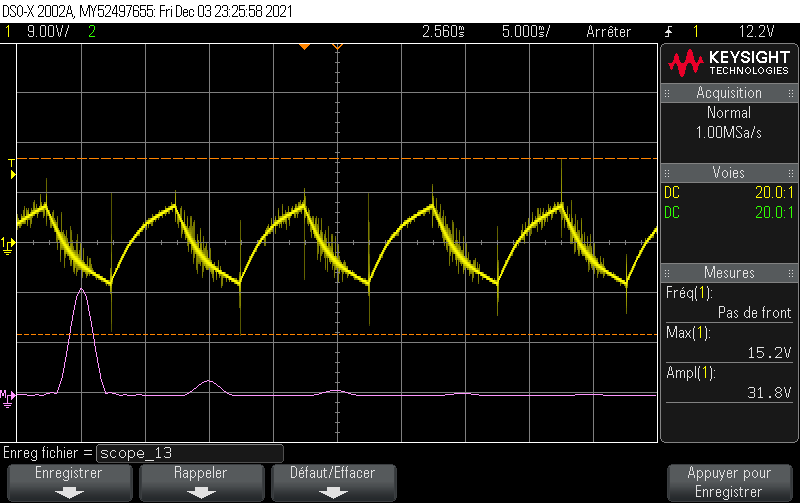 DSO-X 2002A, MY52497655: Fri Dec 03 23:25:58 2021
1 9.00V/ 2 2.560s 5.000s/ Arrêter 1 12.2V
KEYSIGHT
TECHNOLOGIES
Acquisition
Normal
1.00MSa/s
Voies
DC 20.0:1
DC 20.0:1
Mesures
Fréq(1):
Pas de front
Max(1):
15.2V
Ampl(1):
31.8V
T
1
M
Enreg fichier = scope_13
Enregistrer
Rappeler
Défaut/Effacer
Appuyer pour
Enregistrer